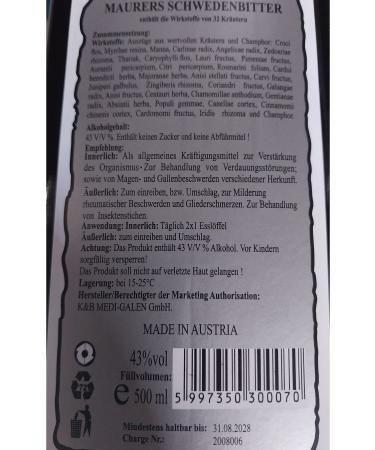 MAURERS SCHWEDENBITTER
enthält die Wirkstoffe von 32 Kräutern
Zusammensetzung:
Wirkstoffe: Auszüge aus wertvollen Kräutern und Champhor: Croci
flos, Myrrhae resina, Manna, Carlinae radix, Angelicae radix, Zedoariae
rhizoma, Theriak, Caryophylli flos, Lauri fructus, Pimentae fructus,
Aurantii pericarpium, Citri pericarpium, Rosmarini folium, Cardui
benedicti herba, Majoranae herba, Anisi stellati fructus, Carvi fructus,
Juniperi galbulus, Zingiberis rhizoma, Coriandri fructus, Galangae
radix, Anisi fructus, Centauri herba, Chamomillae anthodium, Gentianae
radix, Absinti herba, Populi gemmae, Canellae cortex, Cinnamomi
chinesis cortex, Cardamomi fructus, Iridis rhizoma und Champhor.
Alkoholgehalt:
43 V/V % Enthält keinen Zucker und keine Abführmittel !
Empfehlung:
Innerlich: Als allgemeines Kräftigungsmittel zur Verstärkung
des Organismus-Zur Behandlung von Verdauungsstörungen;
sowie von Magen- und Gallenbeschwerden verschiedener Herkunft.
Äußerlich: Zum einreiben, bzw. Umschlag, zur Milderung
rheumatischer Beschwerden und Gliederschmerzen. Zur Behandlung
von Insektenstichen.
Anwendung: Innerlich: Täglich 2x1 Esslöffel
Äußerlich: zum einreiben und Umschlag.
Achtung: Das Produkt enthält 43 V/V % Alkohol. Vor Kindern
sorgfältig versperren!
Das Produkt soll nicht auf verletzte Haut gelangen !
Lagerung: bei 15-25°C
Hersteller/Berechtigter der Marketing Authorisation:
K&B MEDI-GALEN GmbH.
MADE IN AUSTRIA
43%vol
Füllvolumen:
e 500 ml
5 997350 300070
Mindestens haltbar bis: 31.08.2028
Charge Nr.: 2008006